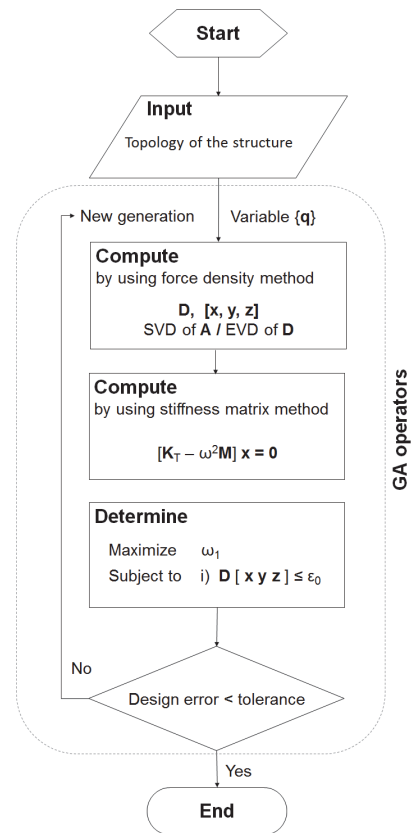 Start
Input
Topology of the structure
New generation
Variable {q}
Compute
by using force density method
D, [x, y, z]
SVD of A / EVD of D
Compute
by using stiffness matrix method
[K_T – ω²M] x = 0
Determine
Maximize ω₁
Subject to i) D [ x y z ] ≤ ε₀
No
Design error < tolerance
Yes
End
GA operators